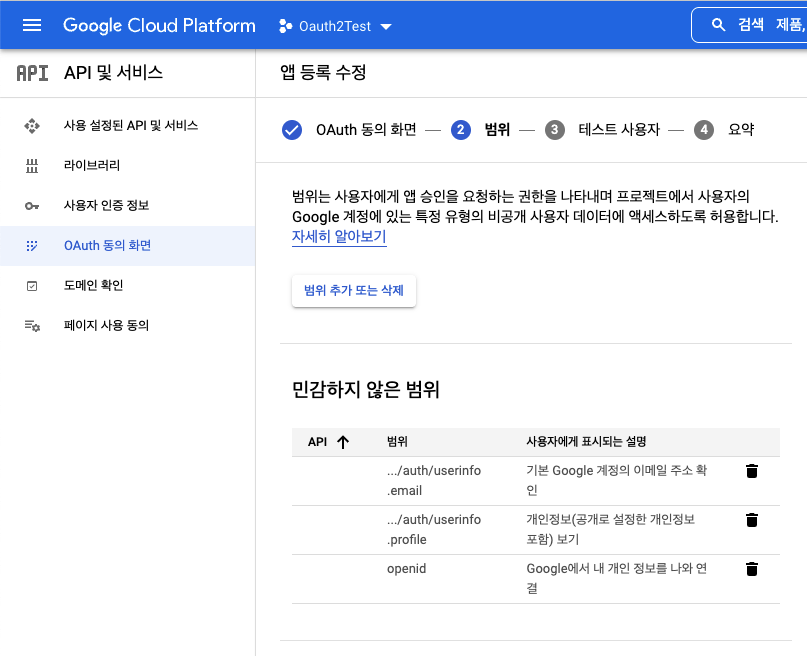 Google Cloud Platform
Oauth2Test
검색 제품,
API
API 및 서비스
앱 등록 수정
사용 설정된 API 및 서비스
라이브러리
사용자 인증 정보
OAuth 동의 화면
도메인 확인
페이지 사용 동의
OAuth 동의 화면 — 2 범위 — 3 테스트 사용자 — 4 요약
범위는 사용자에게 앱 승인을 요청하는 권한을 나타내며 프로젝트에서 사용자의
Google 계정에 있는 특정 유형의 비공개 사용자 데이터에 액세스하도록 허용합니다.
자세히 알아보기
범위 추가 또는 삭제
민감하지 않은 범위
API 범위 사용자에게 표시되는 설명
.../auth/userinfo
.email
기본 Google 계정의 이메일 주소 확
인
.../auth/userinfo
.profile
개인정보(공개로 설정한 개인정보
포함) 보기
openid
Google에서 내 개인 정보를 나와 연
결